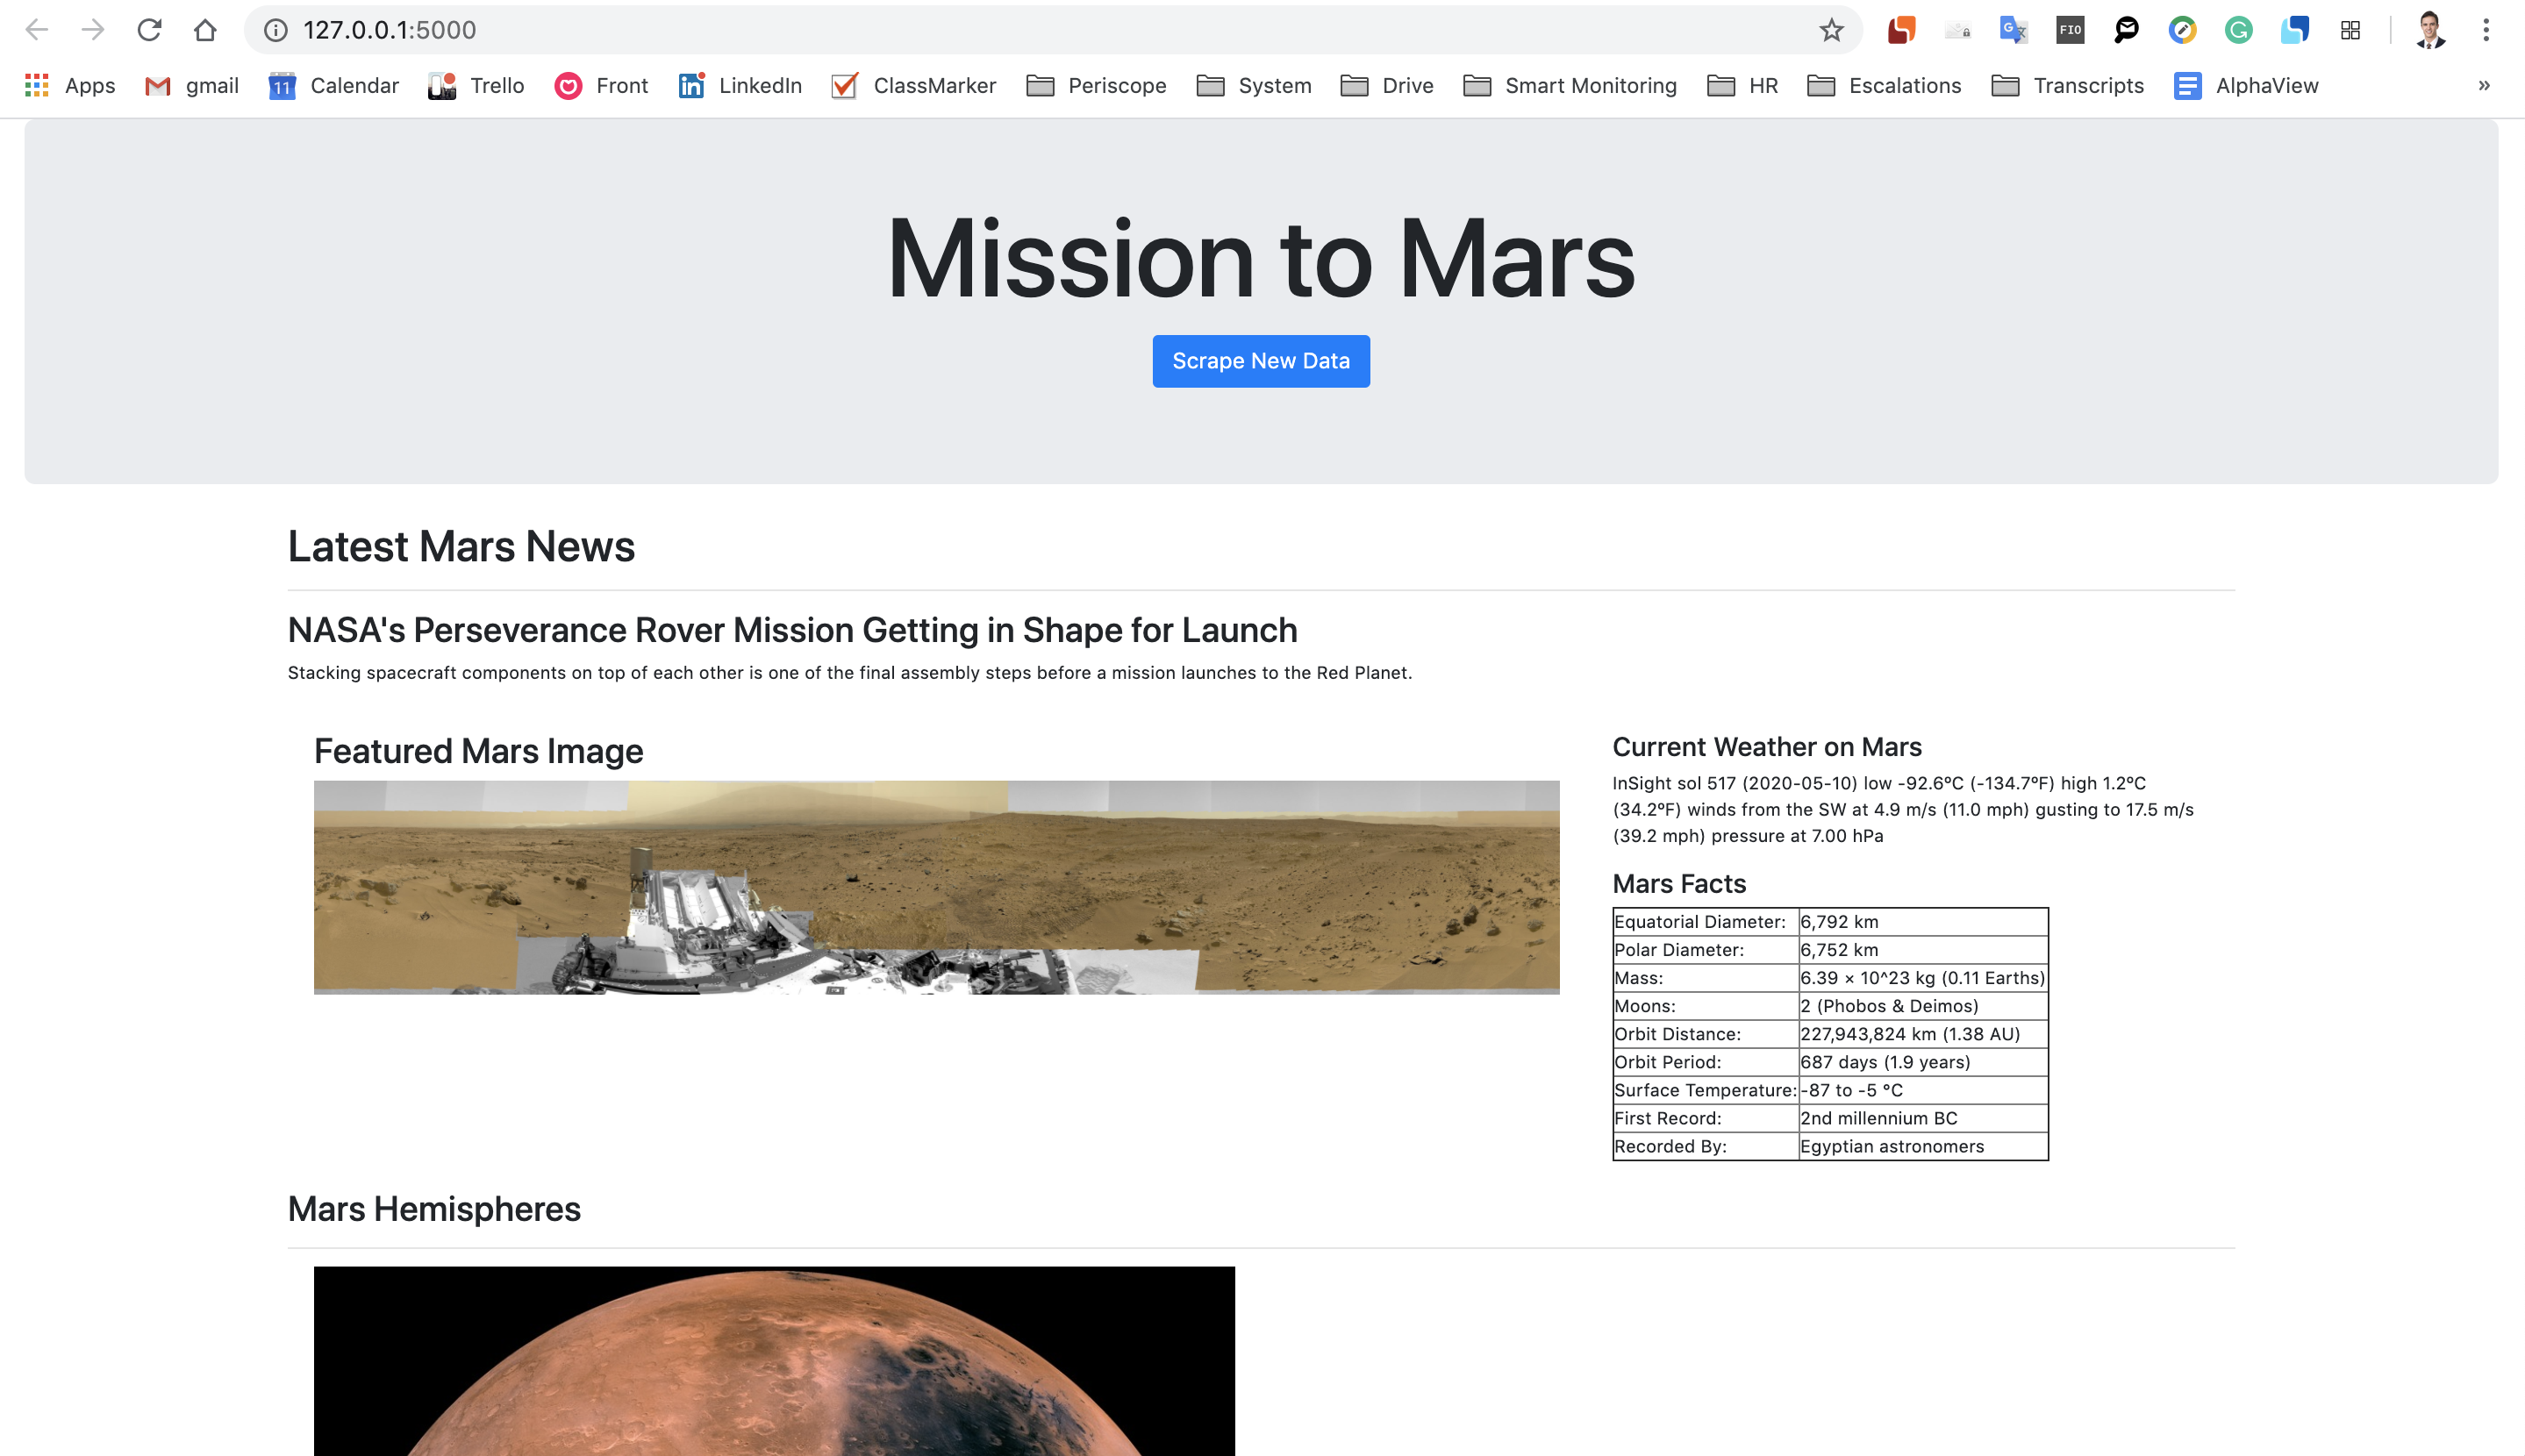 127.0.0.1:5000
FIO
Apps gmail 11 Calendar Trello Front in LinkedIn ClassMarker Periscope System Drive Smart Monitoring HR Escalations Transcripts AlphaView »
Mission to Mars
Scrape New Data
Latest Mars News
NASA's Perseverance Rover Mission Getting in Shape for Launch
Stacking spacecraft components on top of each other is one of the final assembly steps before a mission launches to the Red Planet.
Featured Mars Image
Current Weather on Mars
InSight sol 517 (2020-05-10) low -92.6ºC (-134.7ºF) high 1.2ºC
(34.2ºF) winds from the SW at 4.9 m/s (11.0 mph) gusting to 17.5 m/s
(39.2 mph) pressure at 7.00 hPa
Mars Facts
Equatorial Diameter: 6,792 km
Polar Diameter: 6,752 km
Mass: 6.39 × 10^23 kg (0.11 Earths)
Moons: 2 (Phobos & Deimos)
Orbit Distance: 227,943,824 km (1.38 AU)
Orbit Period: 687 days (1.9 years)
Surface Temperature: -87 to -5 °C
First Record: 2nd millennium BC
Recorded By: Egyptian astronomers
Mars Hemispheres